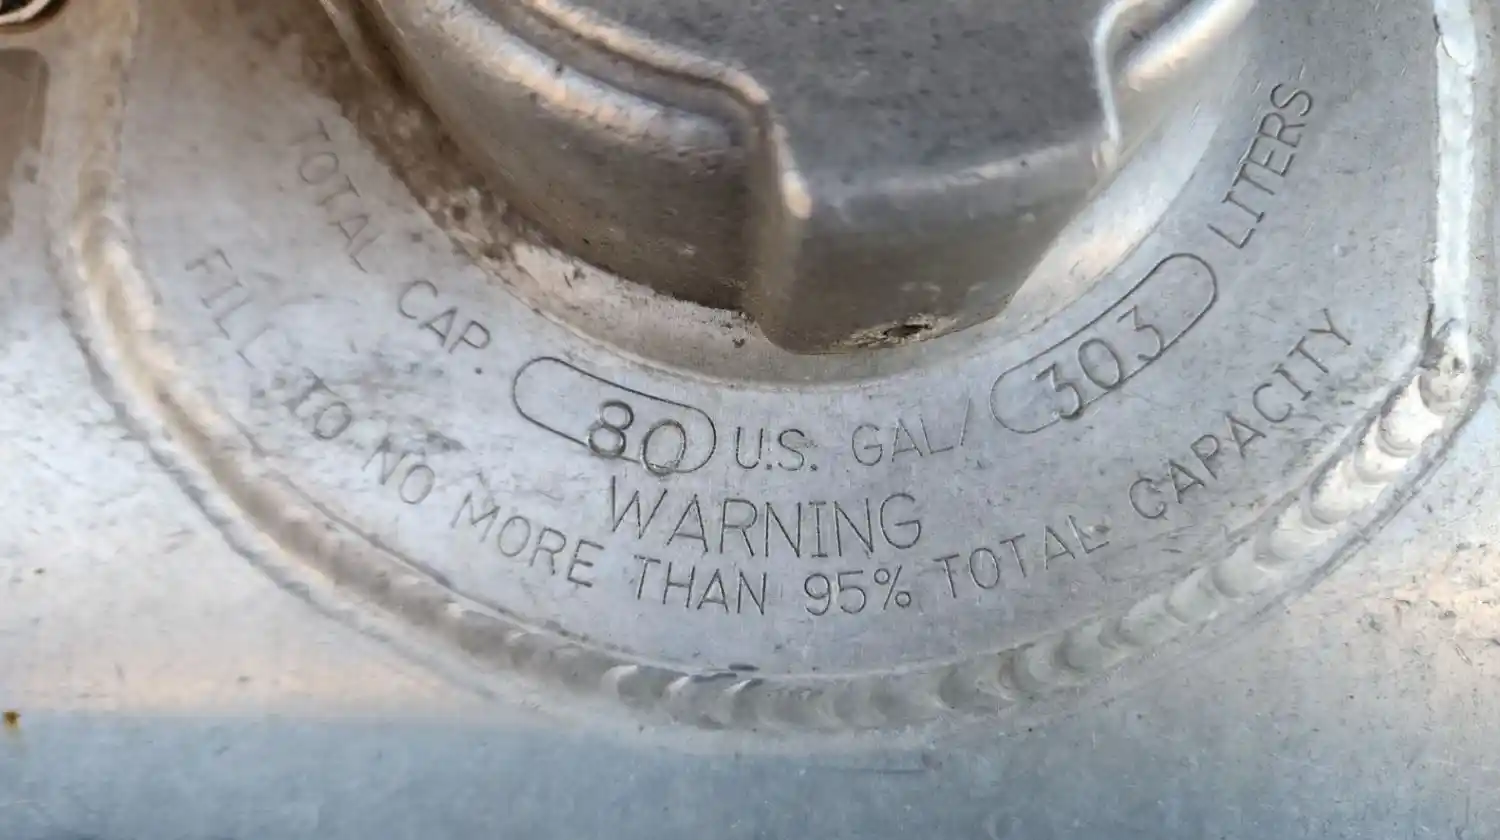 TOTAL CAP. 80 U.S. GAL/ 303 LITERS
WARNING
FILL TO NO MORE THAN 95% TOTAL CAPACITY